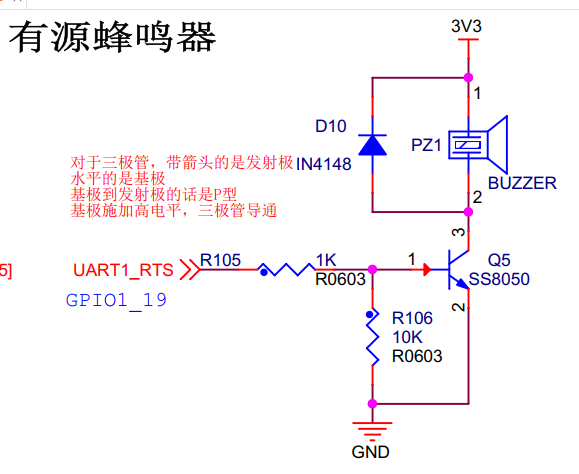 有源蜂鸣器
3V3
1
D10
PZ1
对于三极管，带箭头的是发射极
IN4148
水平的是基极
BUZZER
基极到发射极的话是P型
2
基极施加高电平，三极管导通
3
5]
UART1_RTS
R105
1K
1
Q5
R0603
SS8050
GPIO1_19
2
R106
10K
R0603
GND